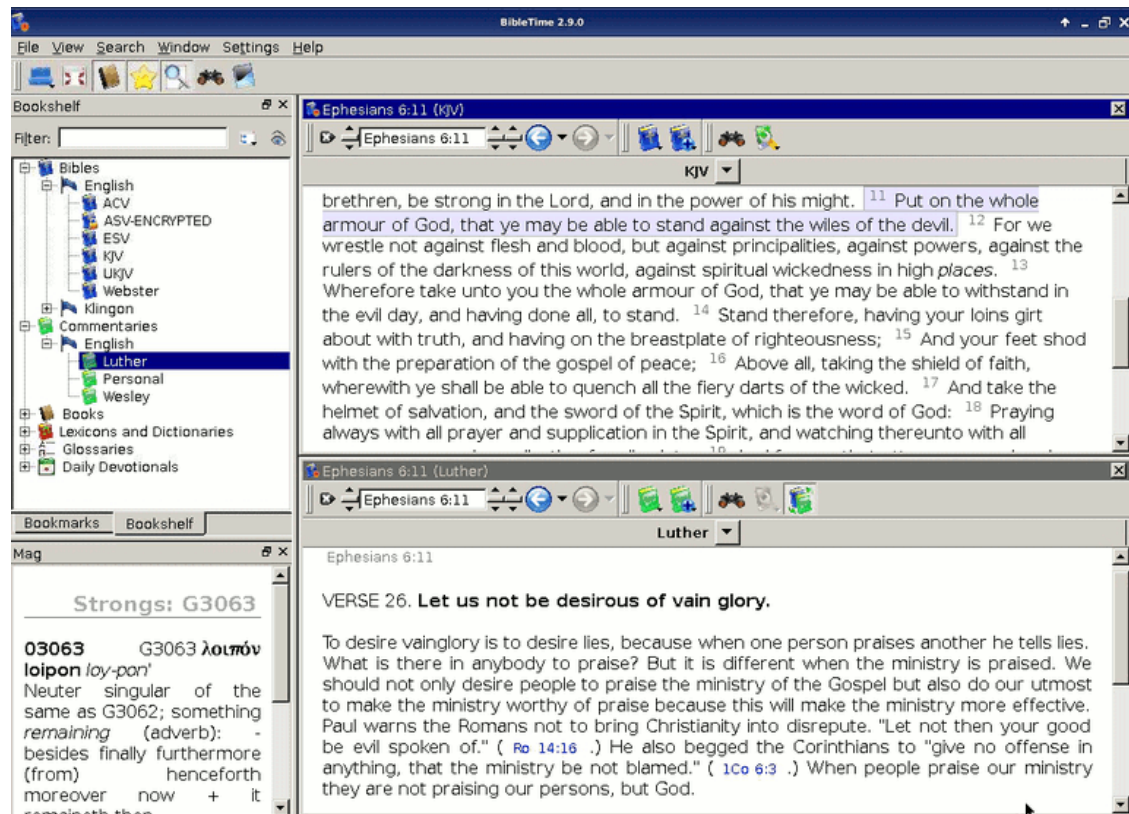 BibleTime 2.9.0
File View Search Window Settings Help
Bookshelf
Filter:
Bibles
English
ACV
ASV-ENCRYPTED
ESV
KJV
UKJV
Webster
Klingon
Commentaries
English
Luther
Personal
Wesley
Books
Lexicons and Dictionaries
Glossaries
Daily Devotionals
Bookmarks Bookshelf
Mag
Strongs: G3063
03063 G3063 λοιπόν
loipon loy-pon'
Neuter singular of the
same as G3062; something
remaining (adverb): -
besides finally furthermore
(from) henceforth
moreover now + it
remaineth then
Ephesians 6:11 (KJV)
Ephesians 6:11
KJV
brethren, be strong in the Lord, and in the power of his might. 11 Put on the whole
armour of God, that ye may be able to stand against the wiles of the devil. 12 For we
wrestle not against flesh and blood, but against principalities, against powers, against the
rulers of the darkness of this world, against spiritual wickedness in high places. 13
Wherefore take unto you the whole armour of God, that ye may be able to withstand in
the evil day, and having done all, to stand. 14 Stand therefore, having your loins girt
about with truth, and having on the breastplate of righteousness; 15 And your feet shod
with the preparation of the gospel of peace; 16 Above all, taking the shield of faith,
wherewith ye shall be able to quench all the fiery darts of the wicked. 17 And take the
helmet of salvation, and the sword of the Spirit, which is the word of God: 18 Praying
always with all prayer and supplication in the Spirit, and watching thereunto with all
Ephesians 6:11 (Luther)
Ephesians 6:11
Luther
Ephesians 6:11
VERSE 26. Let us not be desirous of vain glory.
To desire vainglory is to desire lies, because when one person praises another he tells lies.
What is there in anybody to praise? But it is different when the ministry is praised. We
should not only desire people to praise the ministry of the Gospel but also do our utmost
to make the ministry worthy of praise because this will make the ministry more effective.
Paul warns the Romans not to bring Christianity into disrepute. "Let not then your good
be evil spoken of." ( Ro 14:16 .) He also begged the Corinthians to "give no offense in
anything, that the ministry be not blamed." ( 1Co 6:3 .) When people praise our ministry
they are not praising our persons, but God.